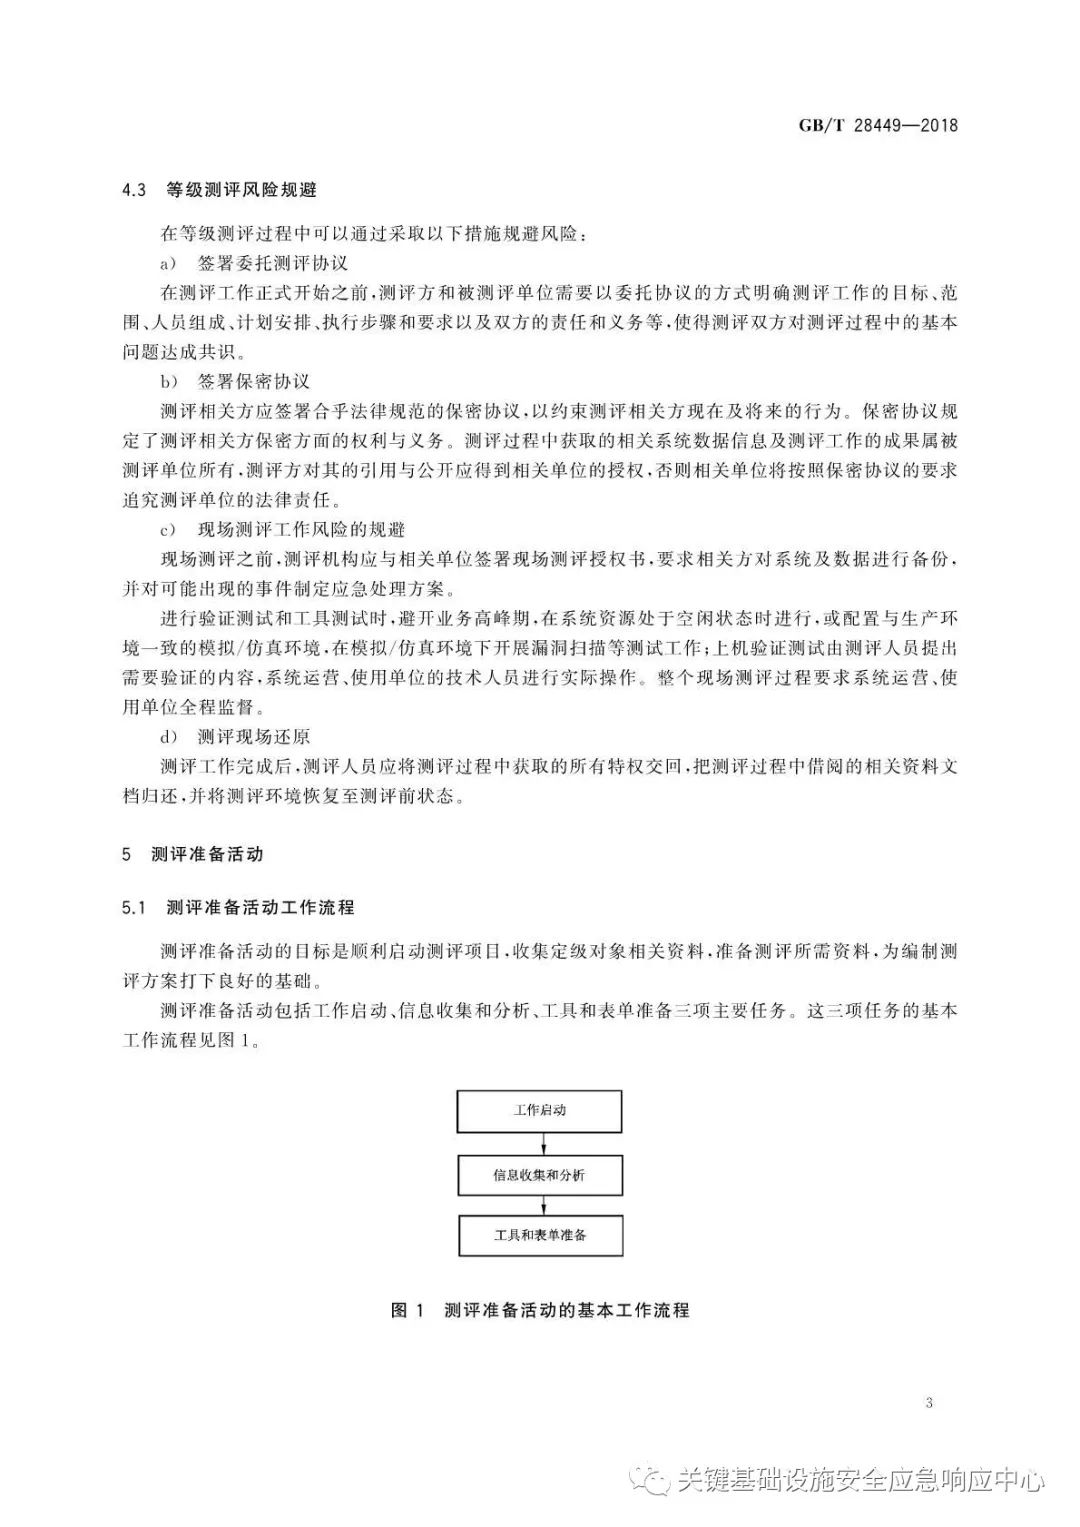 GB/T 28449—2018
4.3 等级测评风险规避
在等级测评过程中可以通过采取以下措施规避风险:
a) 签署委托测评协议
在测评工作正式开始之前,测评方和被测评单位需要以委托协议的方式明确测评工作的目标、范
围、人员组成、计划安排、执行步骤和要求以及双方的责任和义务等,使得测评双方对测评过程中的基本
问题达成共识。
b) 签署保密协议
测评相关方应签署合乎法律规范的保密协议,以约束测评相关方现在及将来的行为。保密协议规
定了测评相关方保密方面的权利与义务。测评过程中获取的相关系统数据信息及测评工作的成果属被
测评单位所有,测评方对其的引用与公开应得到相关单位的授权,否则相关单位将按照保密协议的要求
追究测评单位的法律责任。
c) 现场测评工作风险的规避
现场测评之前,测评机构应与相关单位签署现场测评授权书,要求相关方对系统及数据进行备份,
并对可能出现的事件制定应急处理方案。
进行验证测试和工具测试时,避开业务高峰期,在系统资源处于空闲状态时进行,或配置与生产环
境一致的模拟/仿真环境,在模拟/仿真环境下开展漏洞扫描等测试工作;上机验证测试由测评人员提出
需要验证的内容,系统运营、使用单位的技术人员进行实际操作。整个现场测评过程要求系统运营、使
用单位全程监督。
d) 测评现场还原
测评工作完成后,测评人员应将测评过程中获取的所有特权交回,把测评过程中借阅的相关资料文
档归还,并将测评环境恢复至测评前状态。
5 测评准备活动
5.1 测评准备活动工作流程
测评准备活动的目标是顺利启动测评项目,收集定级对象相关资料,准备测评所需资料,为编制测
评方案打下良好的基础。
测评准备活动包括工作启动、信息收集和分析、工具和表单准备三项主要任务。这三项任务的基本
工作流程见图 1。
工作启动
信息收集和分析
工具和表单准备
图 1 测评准备活动的基本工作流程
3
关键基础设施安全应急响应中心